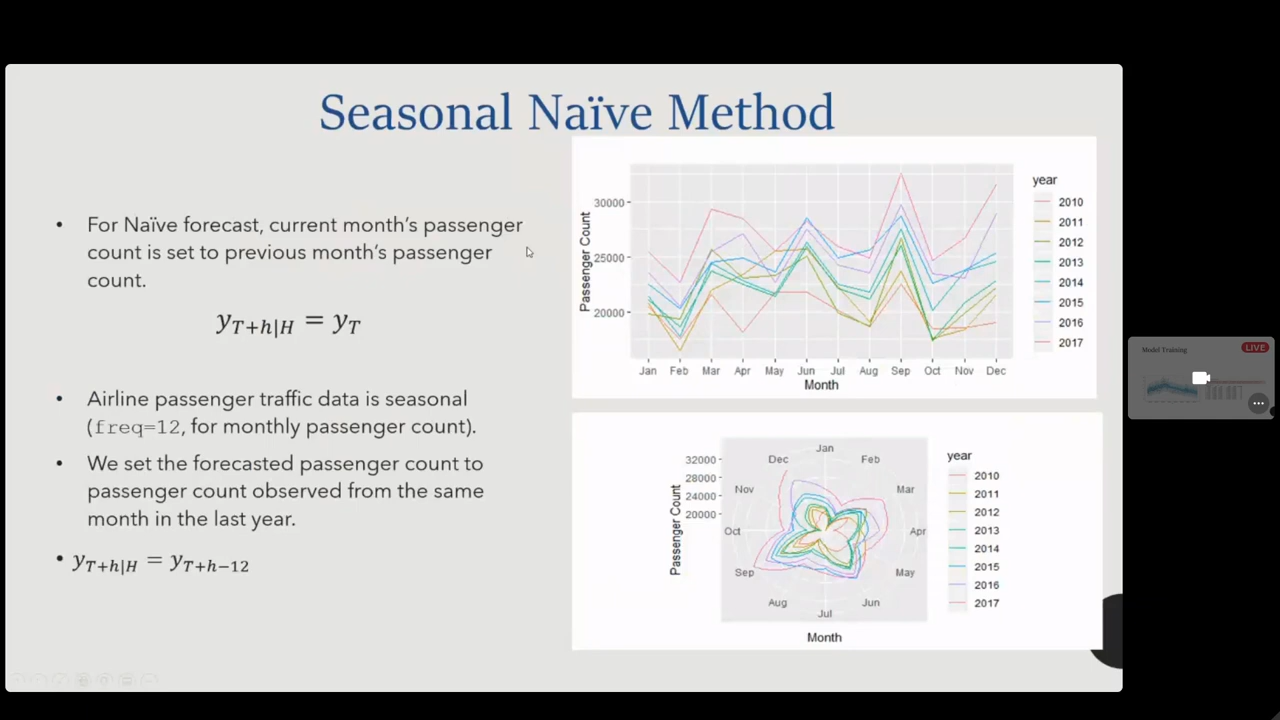 Seasonal Naïve Method
• For Naïve forecast, current month's passenger
count is set to previous month's passenger
count.
y_{T+h|H} = y_T
• Airline passenger traffic data is seasonal
(freq=12, for monthly passenger count).
• We set the forecasted passenger count to
passenger count observed from the same
month in the last year.
• y_{T+h|H} = y_{T+h−12}
Passenger Count
30000
25000
20000
Jan Feb Mar Apr May Jun Jul Aug Sep Oct Nov Dec
Month
year
2010
2011
2012
2013
2014
2015
2016
2017
Passenger Count
32000
28000
24000
20000
Jan
Feb
Mar
Apr
May
Jun
Jul
Aug
Sep
Oct
Nov
Dec
Month
year
2010
2011
2012
2013
2014
2015
2016
2017
Model Training
LIVE